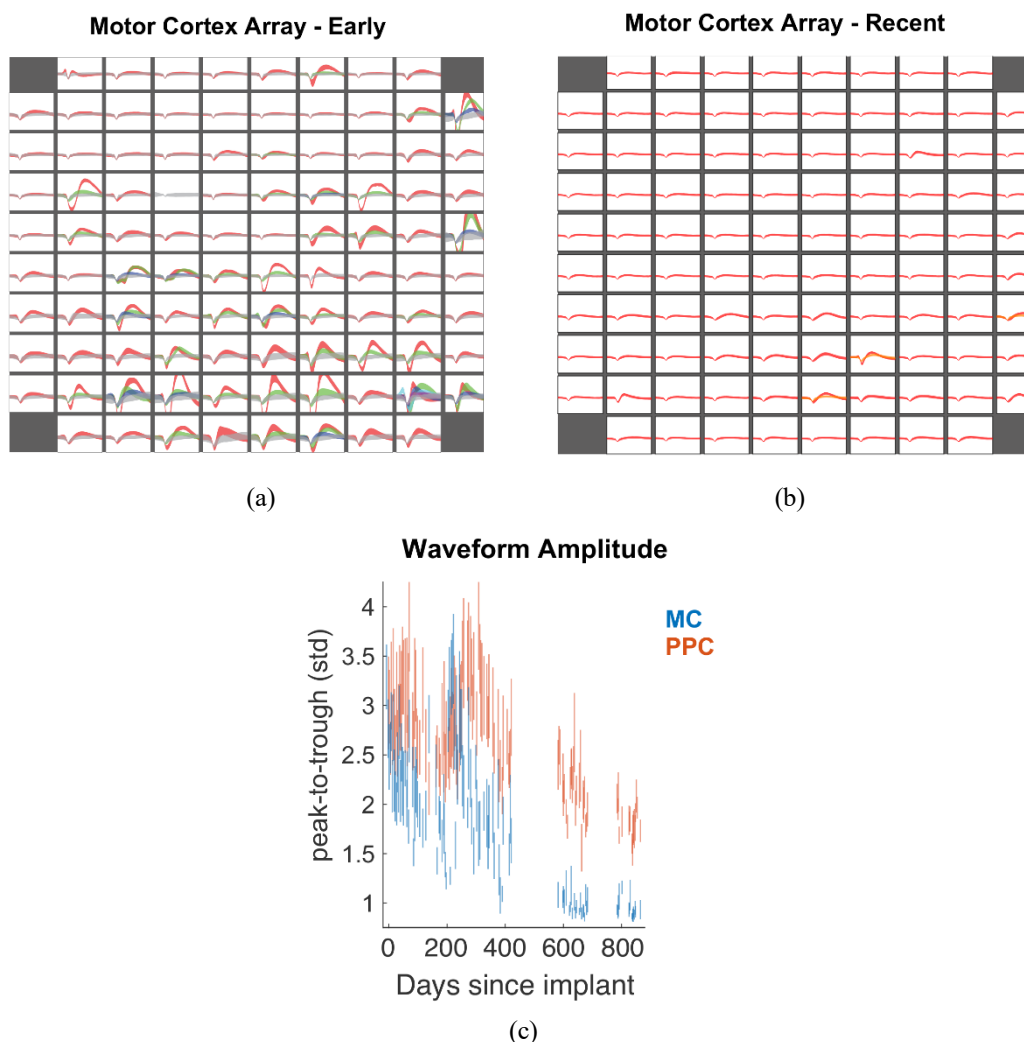 Motor Cortex Array - Early
Motor Cortex Array - Recent
(a)
(b)
Waveform Amplitude
MC
PPC
peak-to-trough (std)
4
3.5
3
2.5
2
1.5
1
0 200 400 600 800
Days since implant
(c)